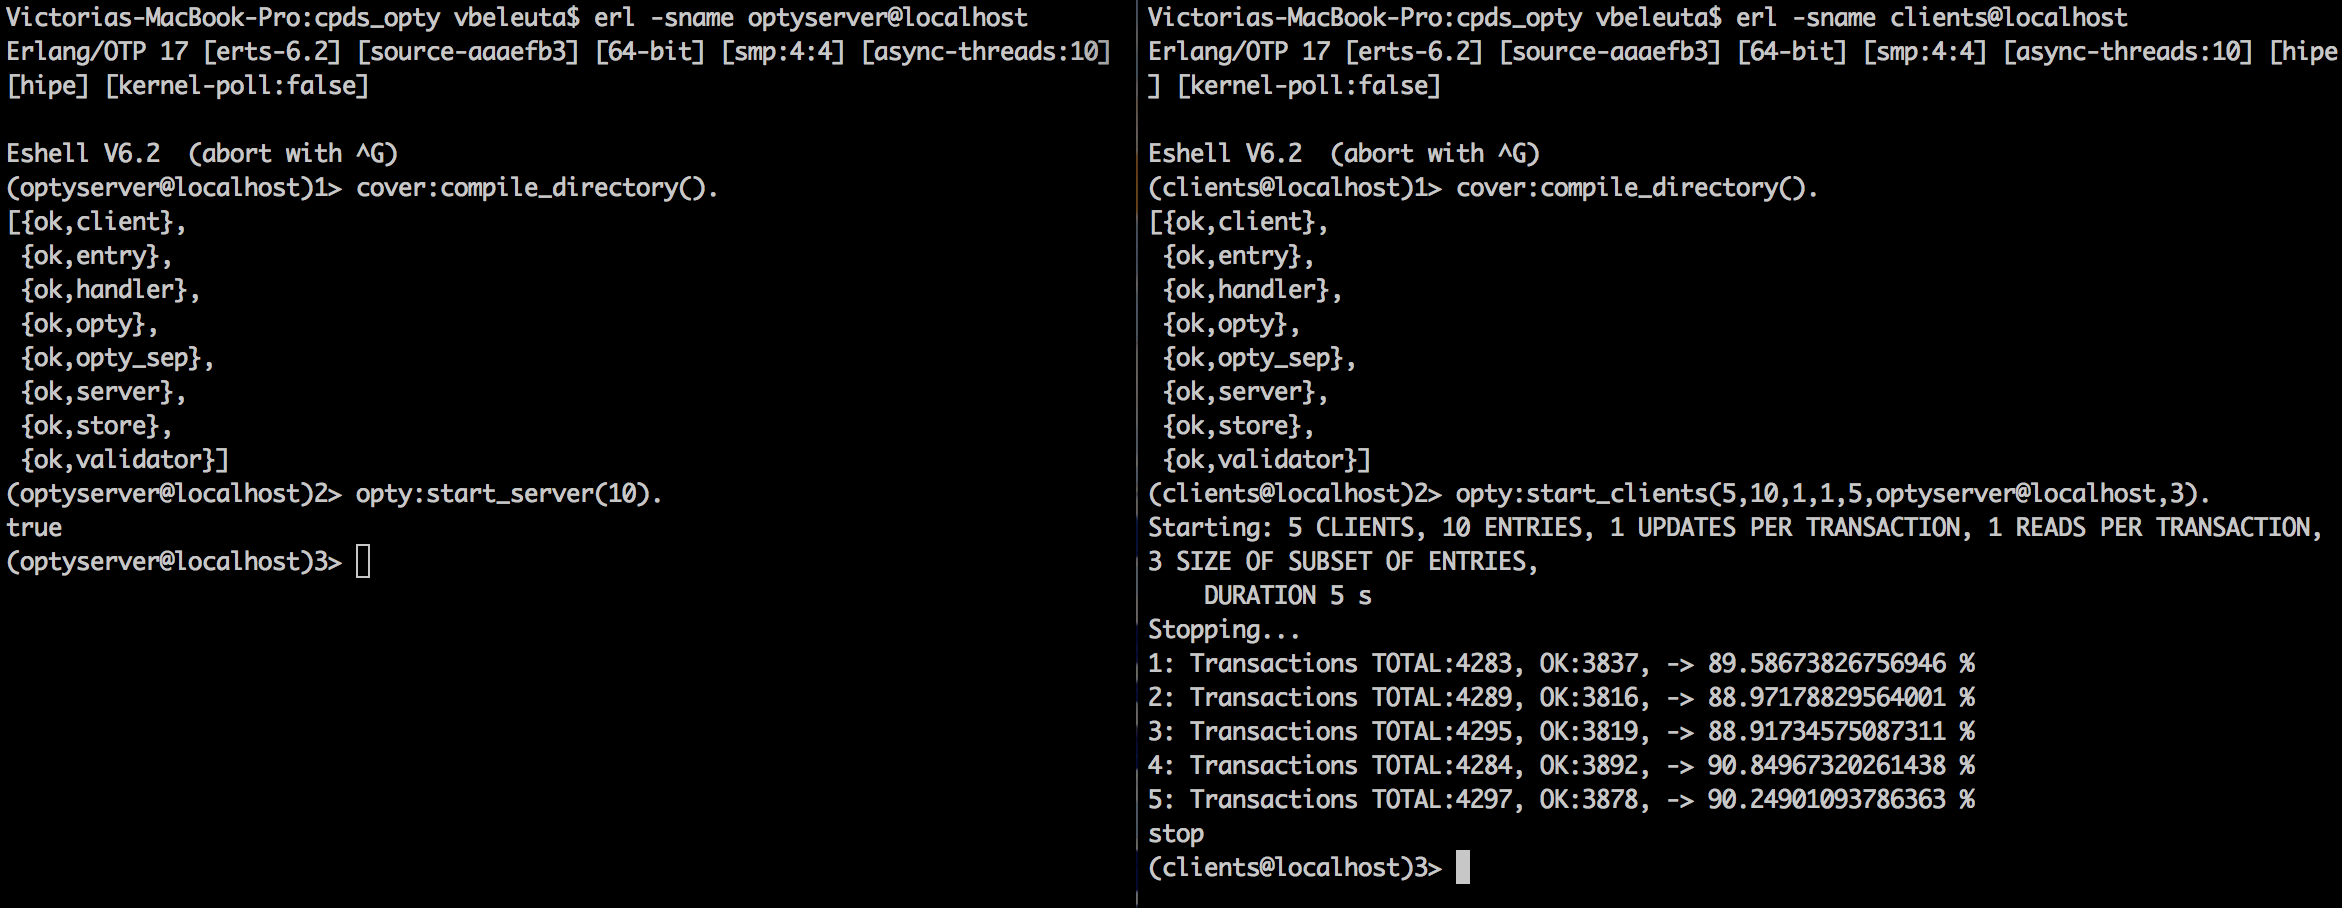 Victorias-MacBook-Pro:cpds_opty vbeleuta$ erl -sname optyserver@localhost
Erlang/OTP 17 [erts-6.2] [source-aaaefb3] [64-bit] [smp:4:4] [async-threads:10]
[hipe] [kernel-poll:false]

Eshell V6.2  (abort with ^G)
(optyserver@localhost)1> cover:compile_directory().
[{ok,client},
 {ok,entry},
 {ok,handler},
 {ok,opty},
 {ok,opty_sep},
 {ok,server},
 {ok,store},
 {ok,validator}]
(optyserver@localhost)2> opty:start_server(10).
true
(optyserver@localhost)3>
Victorias-MacBook-Pro:cpds_opty vbeleuta$ erl -sname clients@localhost
Erlang/OTP 17 [erts-6.2] [source-aaaefb3] [64-bit] [smp:4:4] [async-threads:10] [hipe
] [kernel-poll:false]

Eshell V6.2  (abort with ^G)
(clients@localhost)1> cover:compile_directory().
[{ok,client},
 {ok,entry},
 {ok,handler},
 {ok,opty},
 {ok,opty_sep},
 {ok,server},
 {ok,store},
 {ok,validator}]
(clients@localhost)2> opty:start_clients(5,10,1,1,5,optyserver@localhost,3).
Starting: 5 CLIENTS, 10 ENTRIES, 1 UPDATES PER TRANSACTION, 1 READS PER TRANSACTION,
3 SIZE OF SUBSET OF ENTRIES,
    DURATION 5 s
Stopping...
1: Transactions TOTAL:4283, OK:3837, -> 89.58673826756946 %
2: Transactions TOTAL:4289, OK:3816, -> 88.97178829564001 %
3: Transactions TOTAL:4295, OK:3819, -> 88.91734575087311 %
4: Transactions TOTAL:4284, OK:3892, -> 90.84967320261438 %
5: Transactions TOTAL:4297, OK:3878, -> 90.24901093786363 %
stop
(clients@localhost)3>